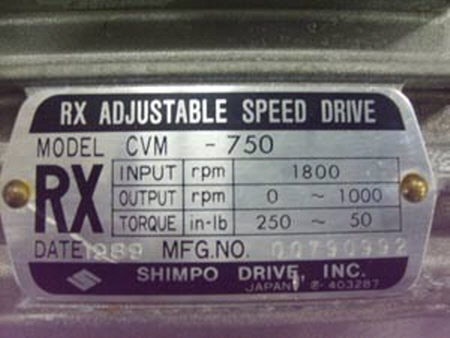 RX ADJUSTABLE SPEED DRIVE
MODEL CVM - 750
RX
INPUT rpm 1800
OUTPUT rpm 0 ~ 1000
TORQUE in-lb 250 ~ 50
DATE 1989 MFG.NO. 00790992
SHIMPO DRIVE, INC.
JAPAN Ⓟ-403287